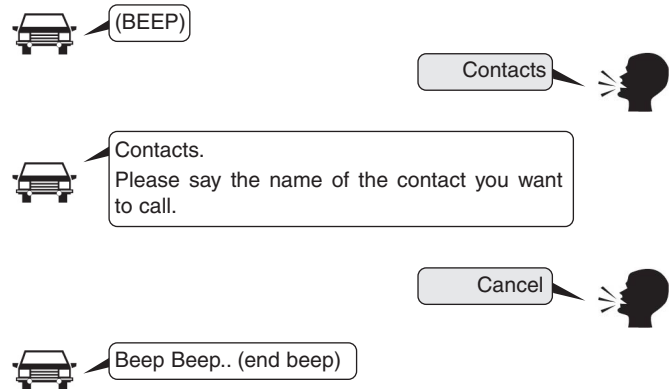 (BEEP)
Contacts
Contacts.
Please say the name of the contact you want
to call.
Cancel
Beep Beep.. (end beep)